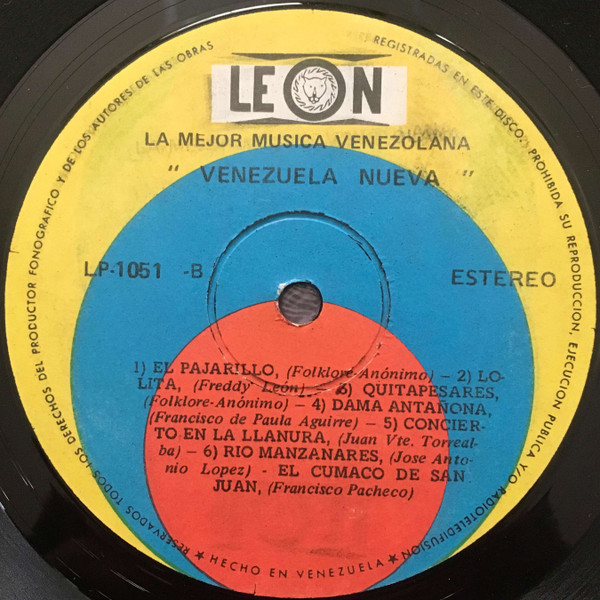 LEON
LA MEJOR MUSICA VENEZOLANA
" VENEZUELA NUEVA "
LP-1051 -B
ESTEREO
1) EL PAJARILLO, (Folklore-Anónimo) – 2) LO-
LITA, (Freddy León) – 3) QUITAPESARES,
(Folklore-Anónimo) – 4) DAMA ANTAÑONA,
(Francisco de Paula Aguirre) – 5) CONCIER-
TO EN LA LLANURA, (Juan Vte. Torreal-
ba) – 6) RIO MANZANARES, (Jose Anto-
nio Lopez) - EL CUMACO DE SAN
JUAN, (Francisco Pacheco)
RESERVADOS TODOS LOS DERECHOS DEL PRODUCTOR FONOGRAFICO Y DE LOS AUTORES DE LAS OBRAS REGISTRADAS EN ESTE DISCO. PROHIBIDA SU REPRODUCCION, EJECUCION PUBLICA Y/O RADIOTELEDIFUSION
★ HECHO EN VENEZUELA ★